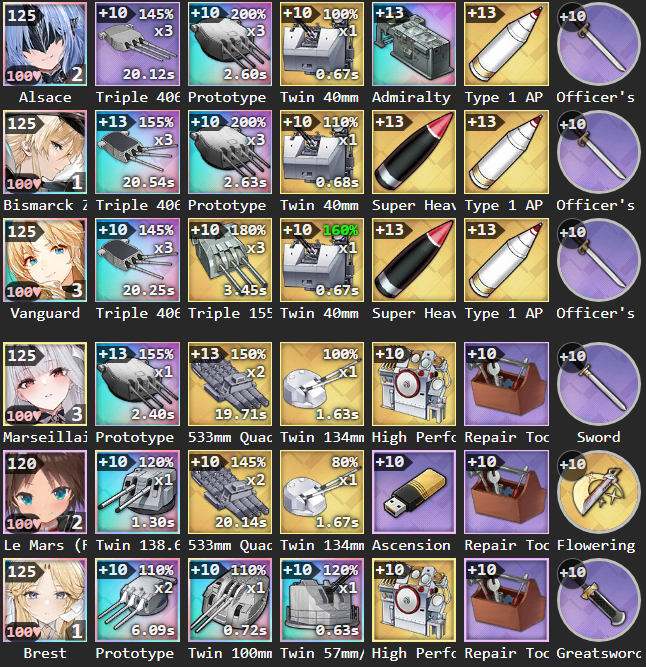 125 +10 145% +10 200% +10 100% +13 +13 +10
x3 x3 x1
100♥ 2 20.12s 2.60s 0.67s
Alsace Triple 406 Prototype Twin 40mm Admiralty Type 1 AP Officer's
125 +13 155% +10 200% +10 110% +13 +13 +10
x3 x3 x1
100♥ 1 20.54s 2.63s 0.68s
Bismarck Z Triple 406 Prototype Twin 40mm Super Heav Type 1 AP Officer's
125 +10 145% +10 180% +10 160% +13 +13 +10
x3 x3 x1
100♥ 3 20.25s 3.45s 0.67s
Vanguard Triple 406 Triple 155 Twin 40mm Super Heav Type 1 AP Officer's
125 +13 155% +13 150% 100% +10 +10 +10
x1 x2 x1
100♥ 3 2.40s 19.71s 1.63s
Marseillai Prototype 533mm Quad Twin 134mm High Perfo Repair Too Sword
120 +10 120% +10 145% 80% +10 +10 +10
x1 x2 x1
100♥ 2 1.30s 20.14s 1.67s
Le Mars (R Twin 138.6 533mm Quad Twin 134mm Ascension Repair Too Flowering
125 +10 110% +10 110% +10 120% +10 +10 +10
x2 x1 x1
100♥ 1 6.09s 0.72s 0.63s
Brest Prototype Twin 100mm Twin 57mm/ High Perfo Repair Too Greatsword